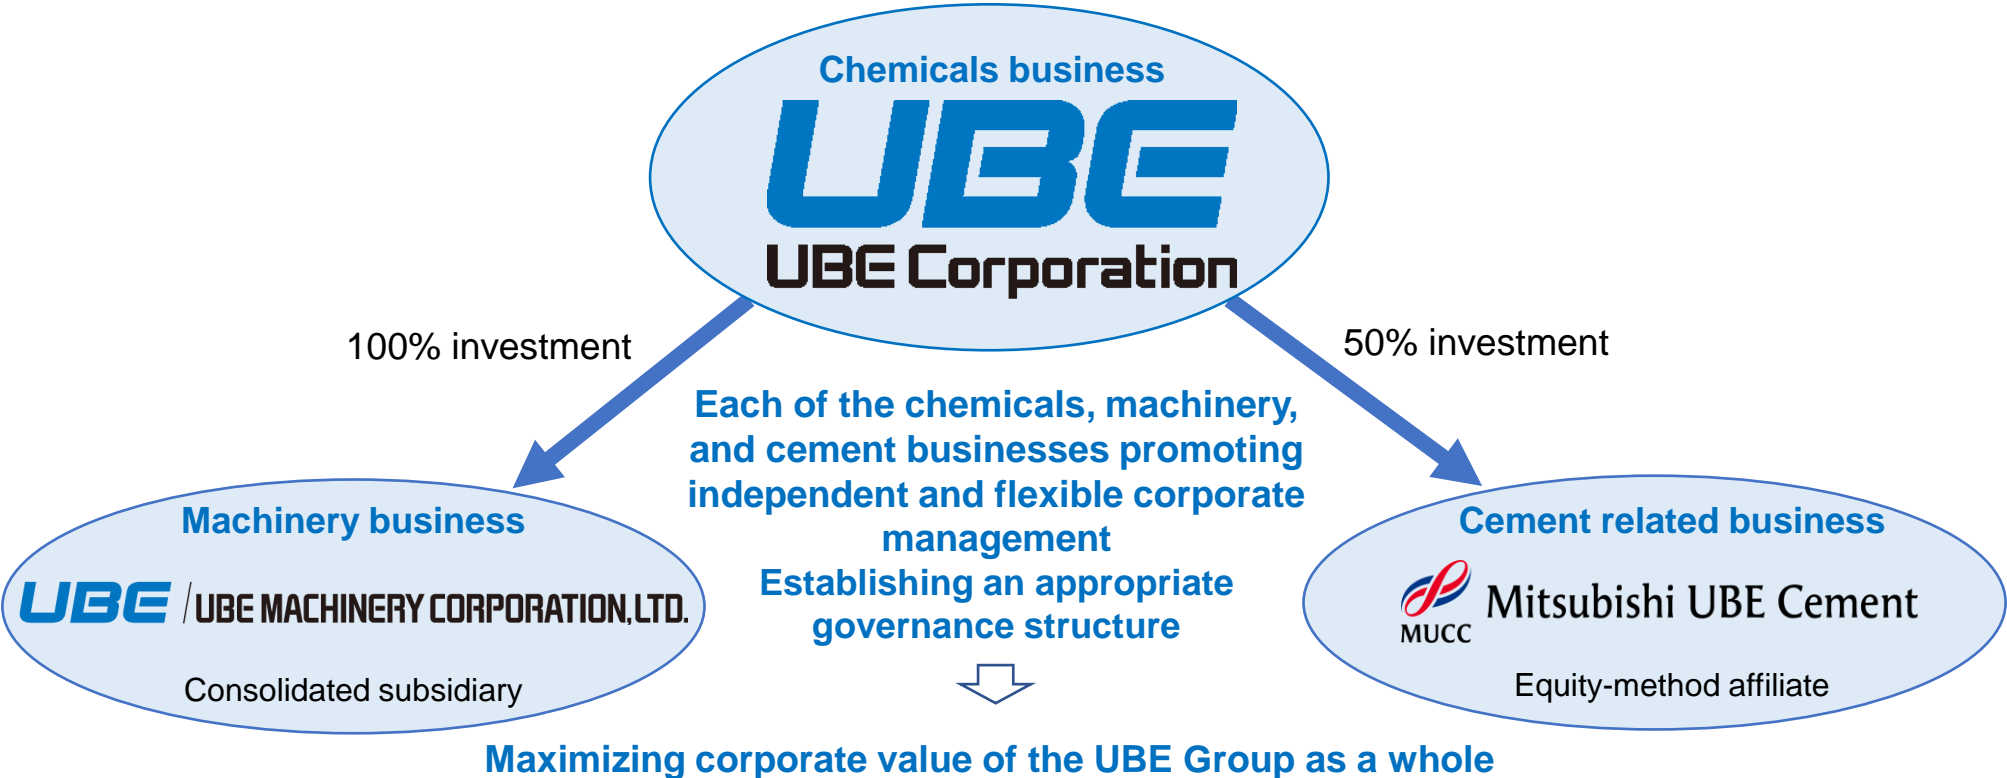 Chemicals business
UBE
UBE Corporation
100% investment
50% investment
Each of the chemicals, machinery,
and cement businesses promoting
independent and flexible corporate
management
Establishing an appropriate
governance structure
Machinery business
UBE / UBE MACHINERY CORPORATION,LTD.
Consolidated subsidiary
Cement related business
MUCC
Mitsubishi UBE Cement
Equity-method affiliate
Maximizing corporate value of the UBE Group as a whole